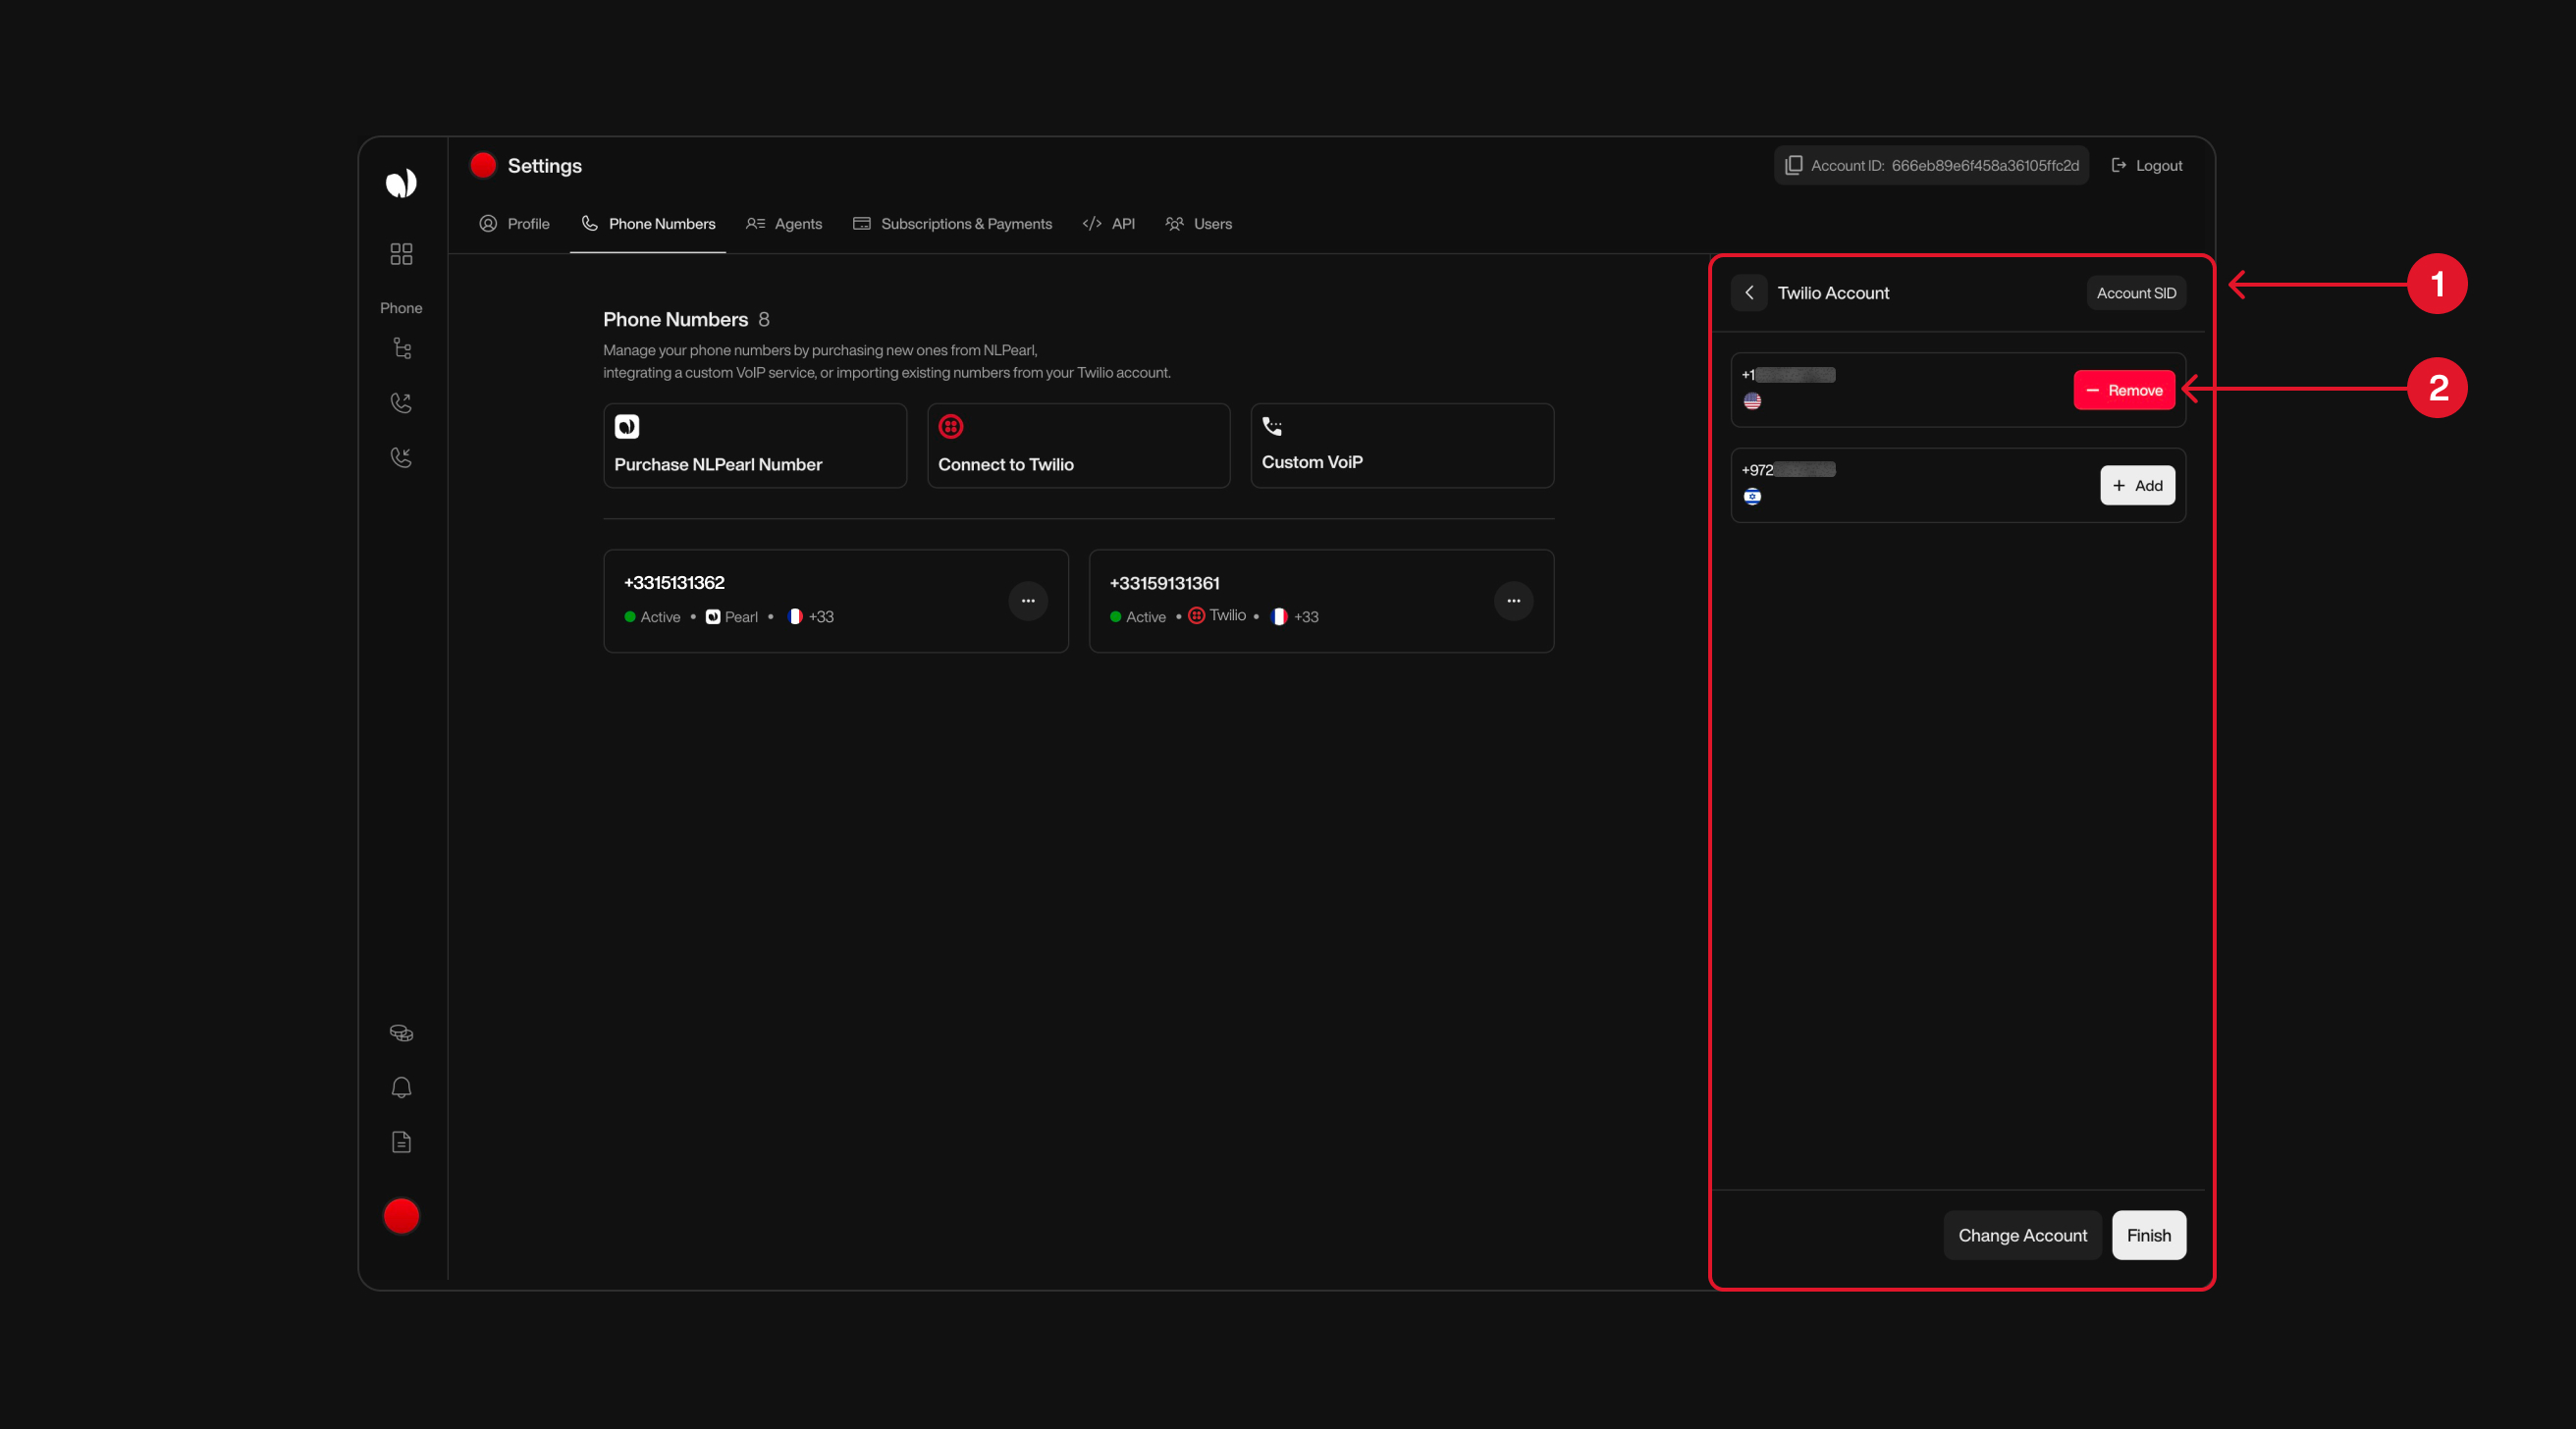 Settings
Account ID: 666eb89e6f458a36105ffc2d
Logout
Profile
Phone Numbers
Agents
Subscriptions & Payments
API
Users
Phone
Phone Numbers 8
Manage your phone numbers by purchasing new ones from NLPearl,
integrating a custom VoIP service, or importing existing numbers from your Twilio account.
Purchase NLPearl Number
Connect to Twilio
Custom VoiP
+3315131362
Active • Pearl • +33
+33159131361
Active • Twilio • +33
Twilio Account
Account SID
+1
Remove
+972
Add
Change Account
Finish
1
2